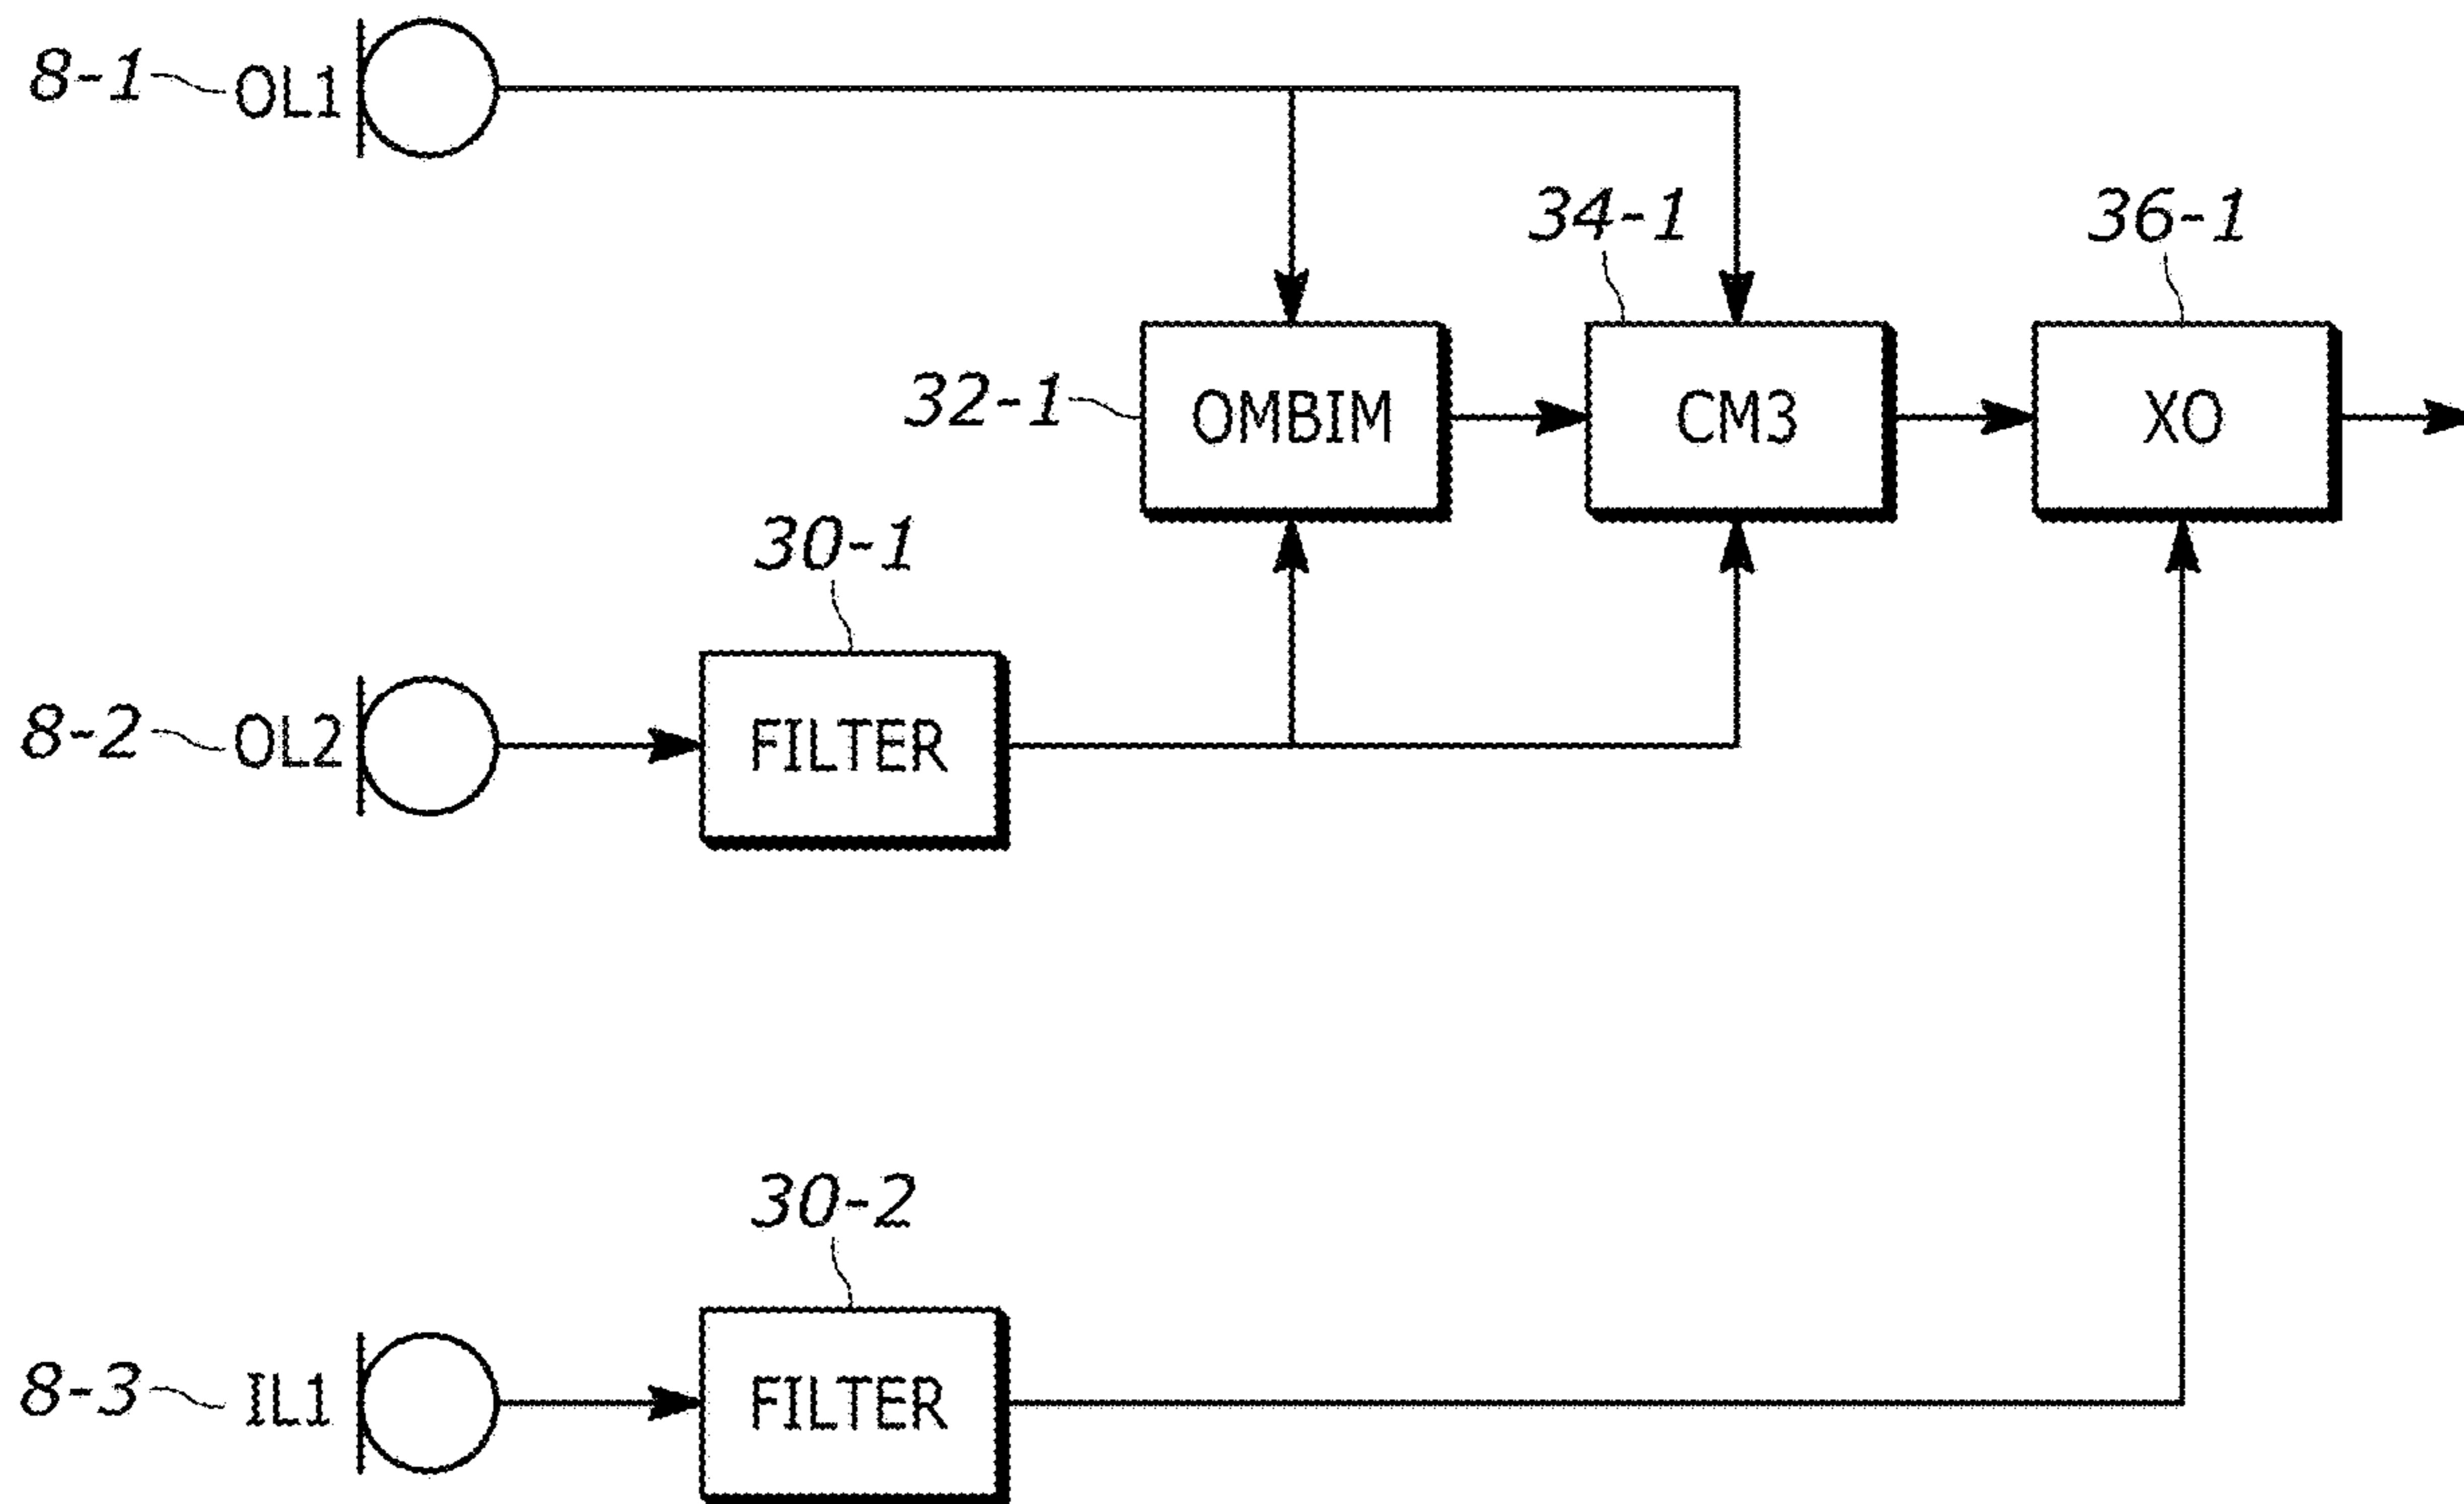 8-1 OL1
34-1
36-1
32-1
OMBIM
CM3
XO
30-1
8-2 OL2
FILTER
30-2
8-3 IL1
FILTER